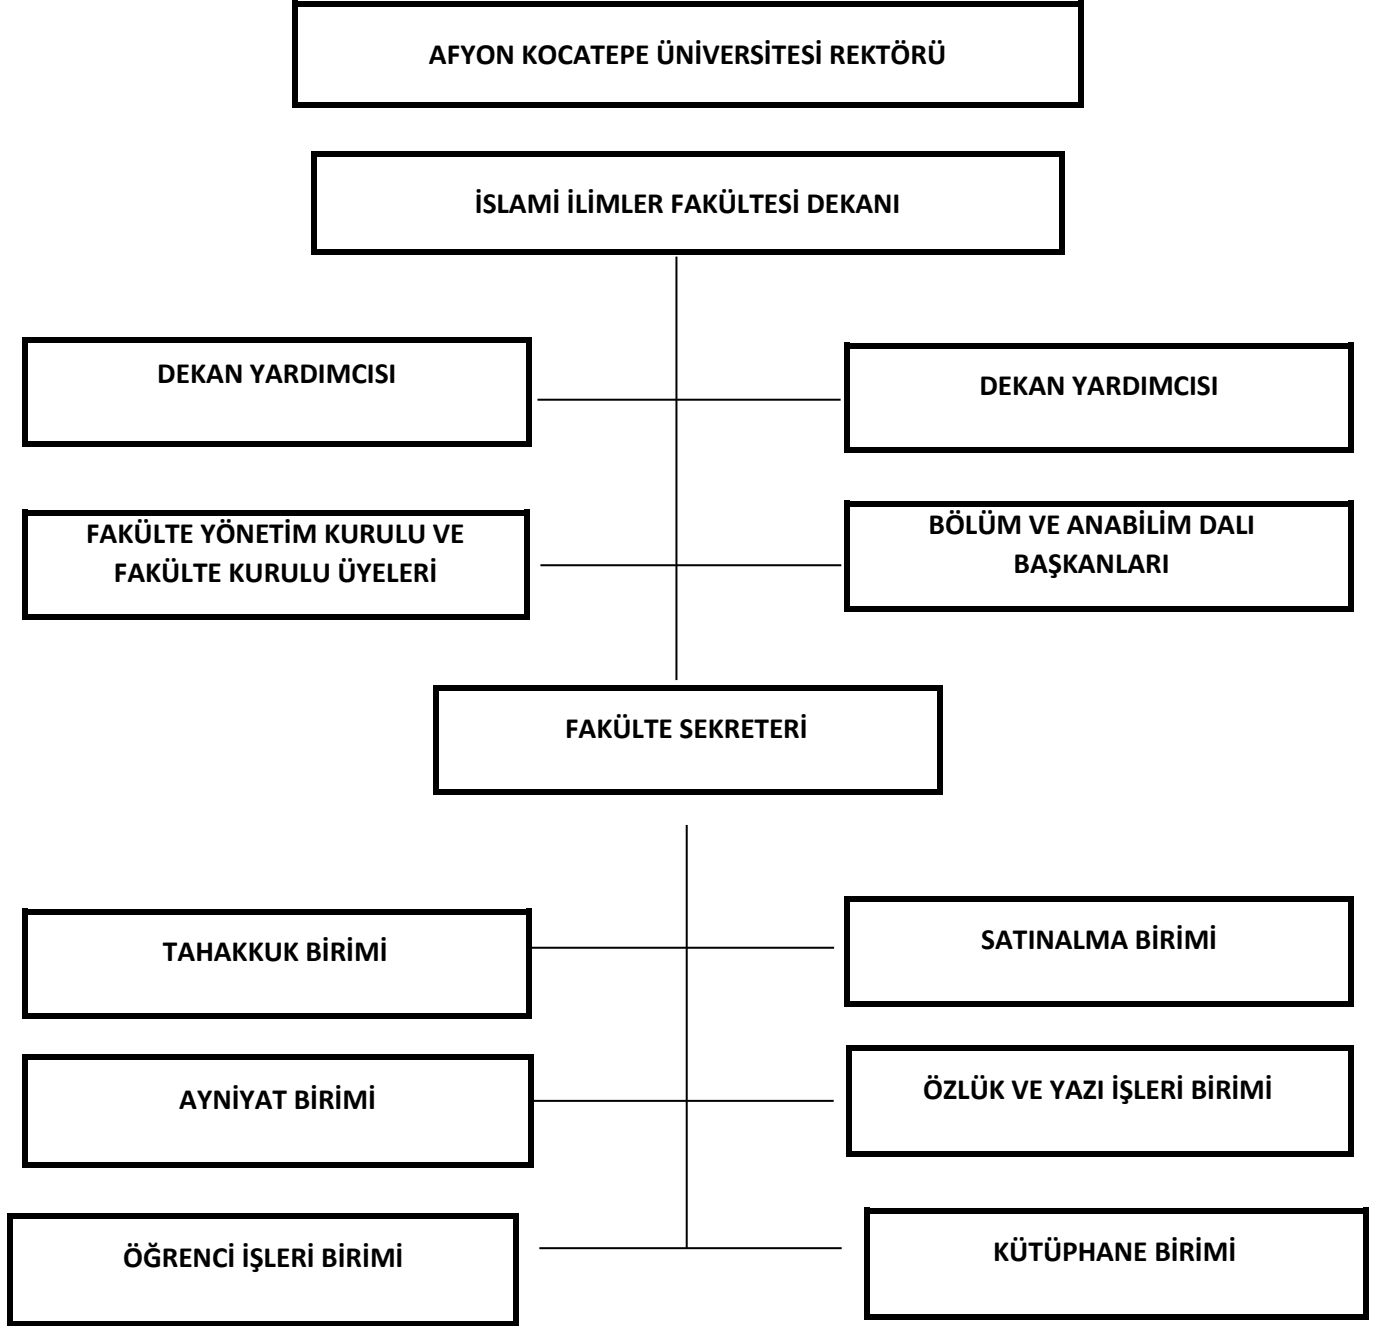 AFYON KOCATEPE ÜNİVERSİTESİ REKTÖRÜ
İSLAMİ İLİMLER FAKÜLTESİ DEKANI
DEKAN YARDIMCISI
DEKAN YARDIMCISI
FAKÜLTE YÖNETİM KURULU VE
FAKÜLTE KURULU ÜYELERİ
BÖLÜM VE ANABİLİM DALI
BAŞKANLARI
FAKÜLTE SEKRETERİ
TAHAKKUK BİRİMİ
SATINALMA BİRİMİ
AYNİYAT BİRİMİ
ÖZLÜK VE YAZI İŞLERİ BİRİMİ
ÖĞRENCİ İŞLERİ BİRİMİ
KÜTÜPHANE BİRİMİ